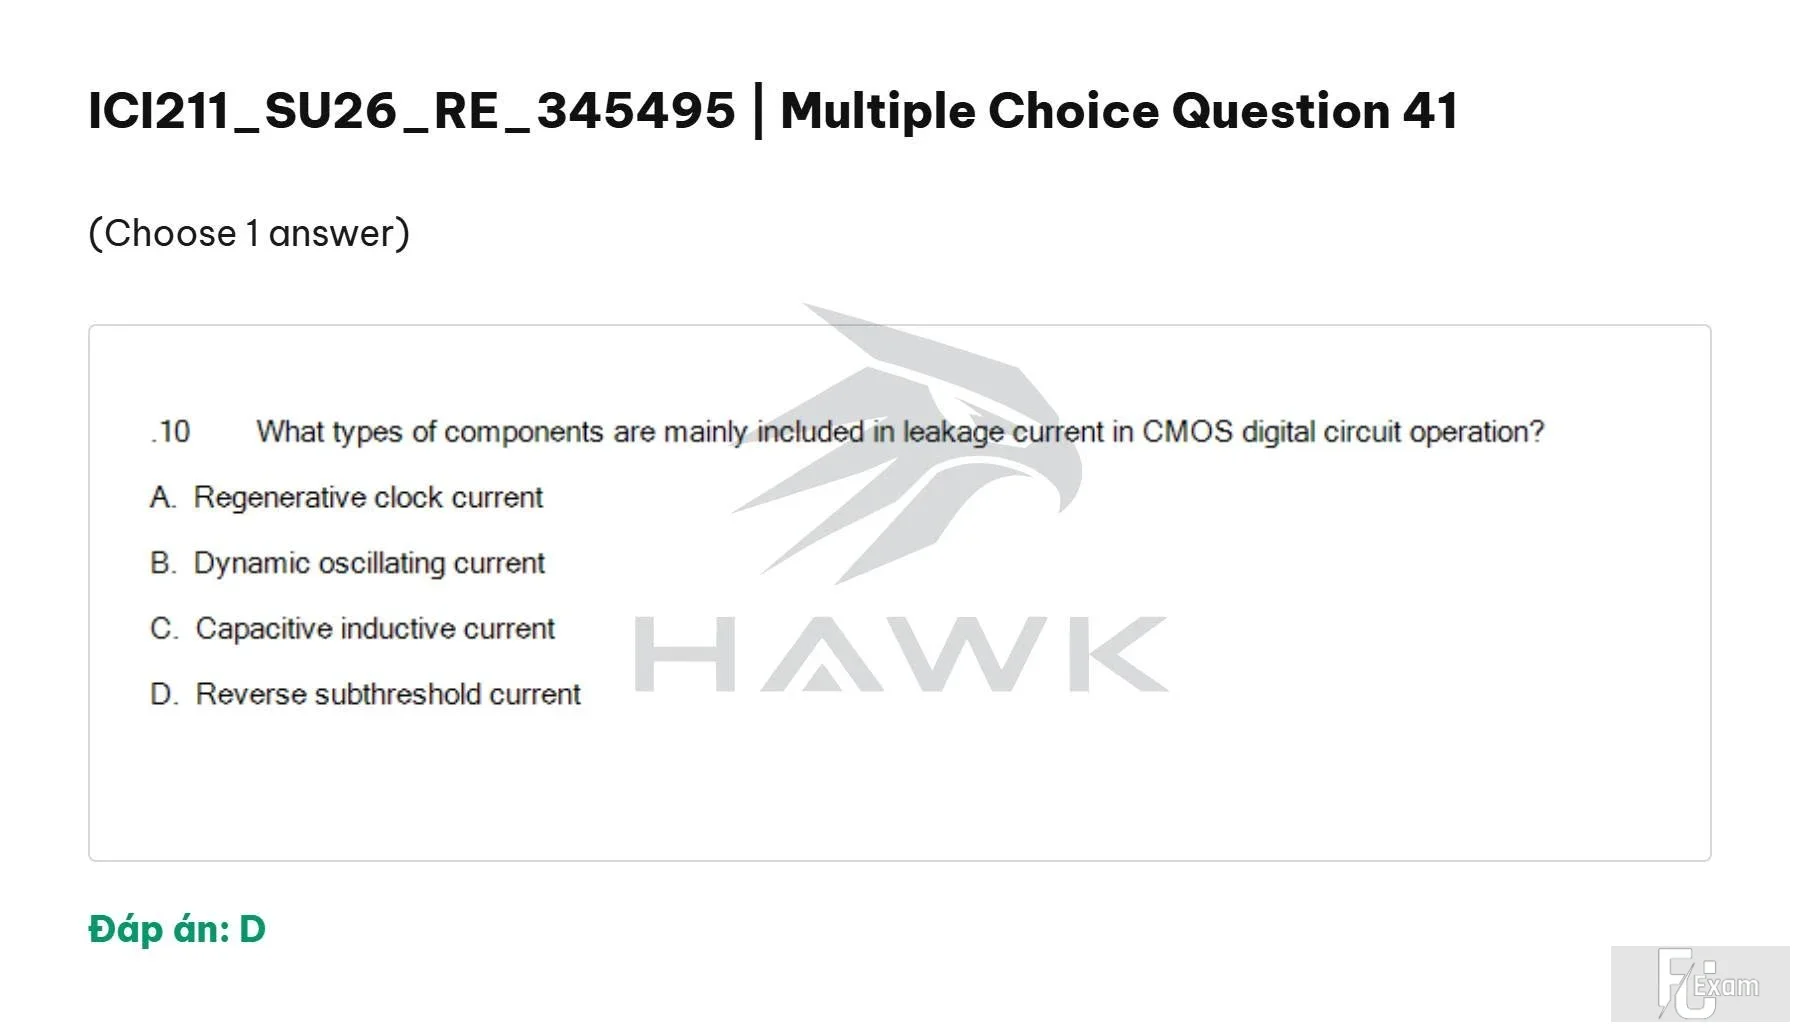 ICI211_SU26_RE_345495 | Multiple Choice Question 41
(Choose 1 answer)
.10 What types of components are mainly included in leakage current in CMOS digital circuit operation?
A. Regenerative clock current
B. Dynamic oscillating current
C. Capacitive inductive current
D. Reverse subthreshold current
HAWK
Đáp án: D
FU Exam